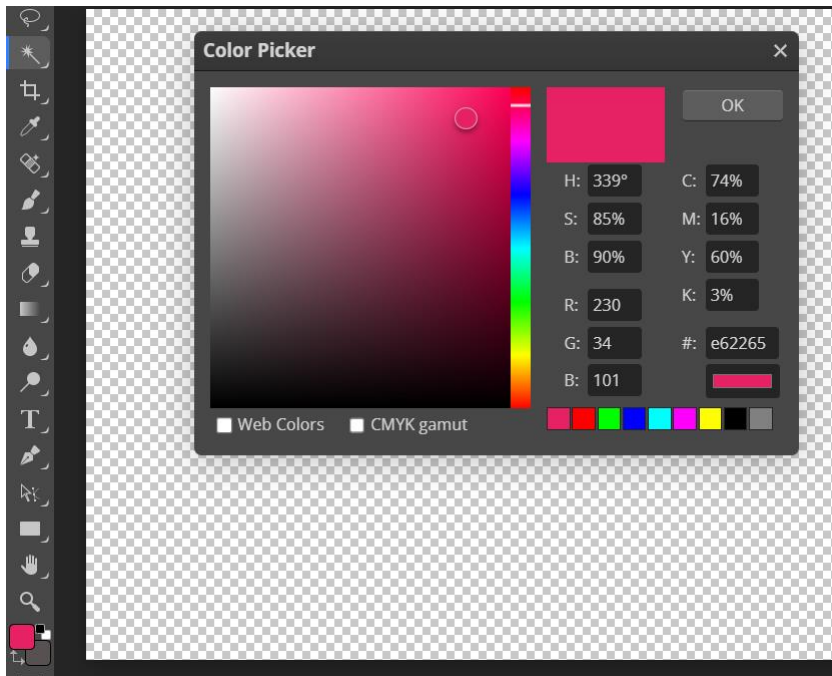 Color Picker
OK
H: 339° C: 74%
S: 85% M: 16%
B: 90% Y: 60%
K: 3%
R: 230
G: 34 #: e62265
B: 101
Web Colors CMYK gamut
T